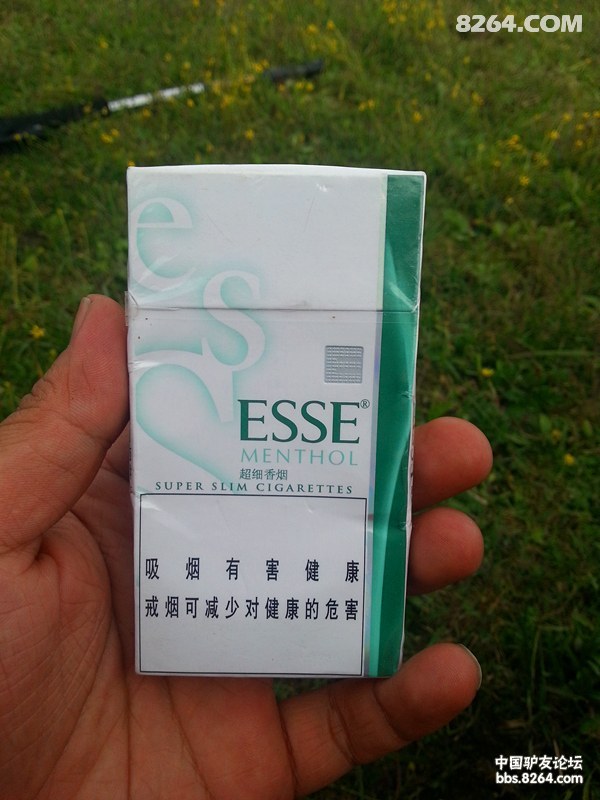 8264.COM
es
ESSE®
MENTHOL
超细香烟
SUPER SLIM CIGARETTES
吸烟有害健康
戒烟可减少对健康的危害
中国驴友论坛
bbs.8264.com